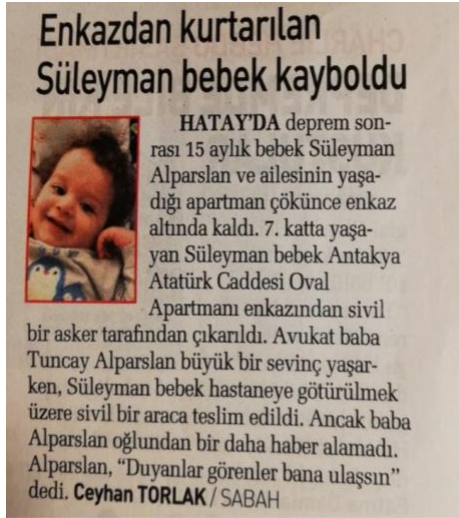 Enkazdan kurtarılan
Süleyman bebek kayboldu
HATAY'DA deprem son-
rası 15 aylık bebek Süleyman
Alparslan ve ailesinin yaşa-
dığı apartman çökünce enkaz
altında kaldı. 7. katta yaşa-
yan Süleyman bebek Antakya
Atatürk Caddesi Oval
Apartmanı enkazından sivil
bir asker tarafından çıkarıldı. Avukat baba
Tuncay Alparslan büyük bir sevinç yaşar-
ken, Süleyman bebek hastaneye götürülmek
üzere sivil bir araca teslim edildi. Ancak baba
Alparslan oğlundan bir daha haber alamadı.
Alparslan, “Duyanlar görenler bana ulaşsın”
dedi. Ceyhan TORLAK / SABAH